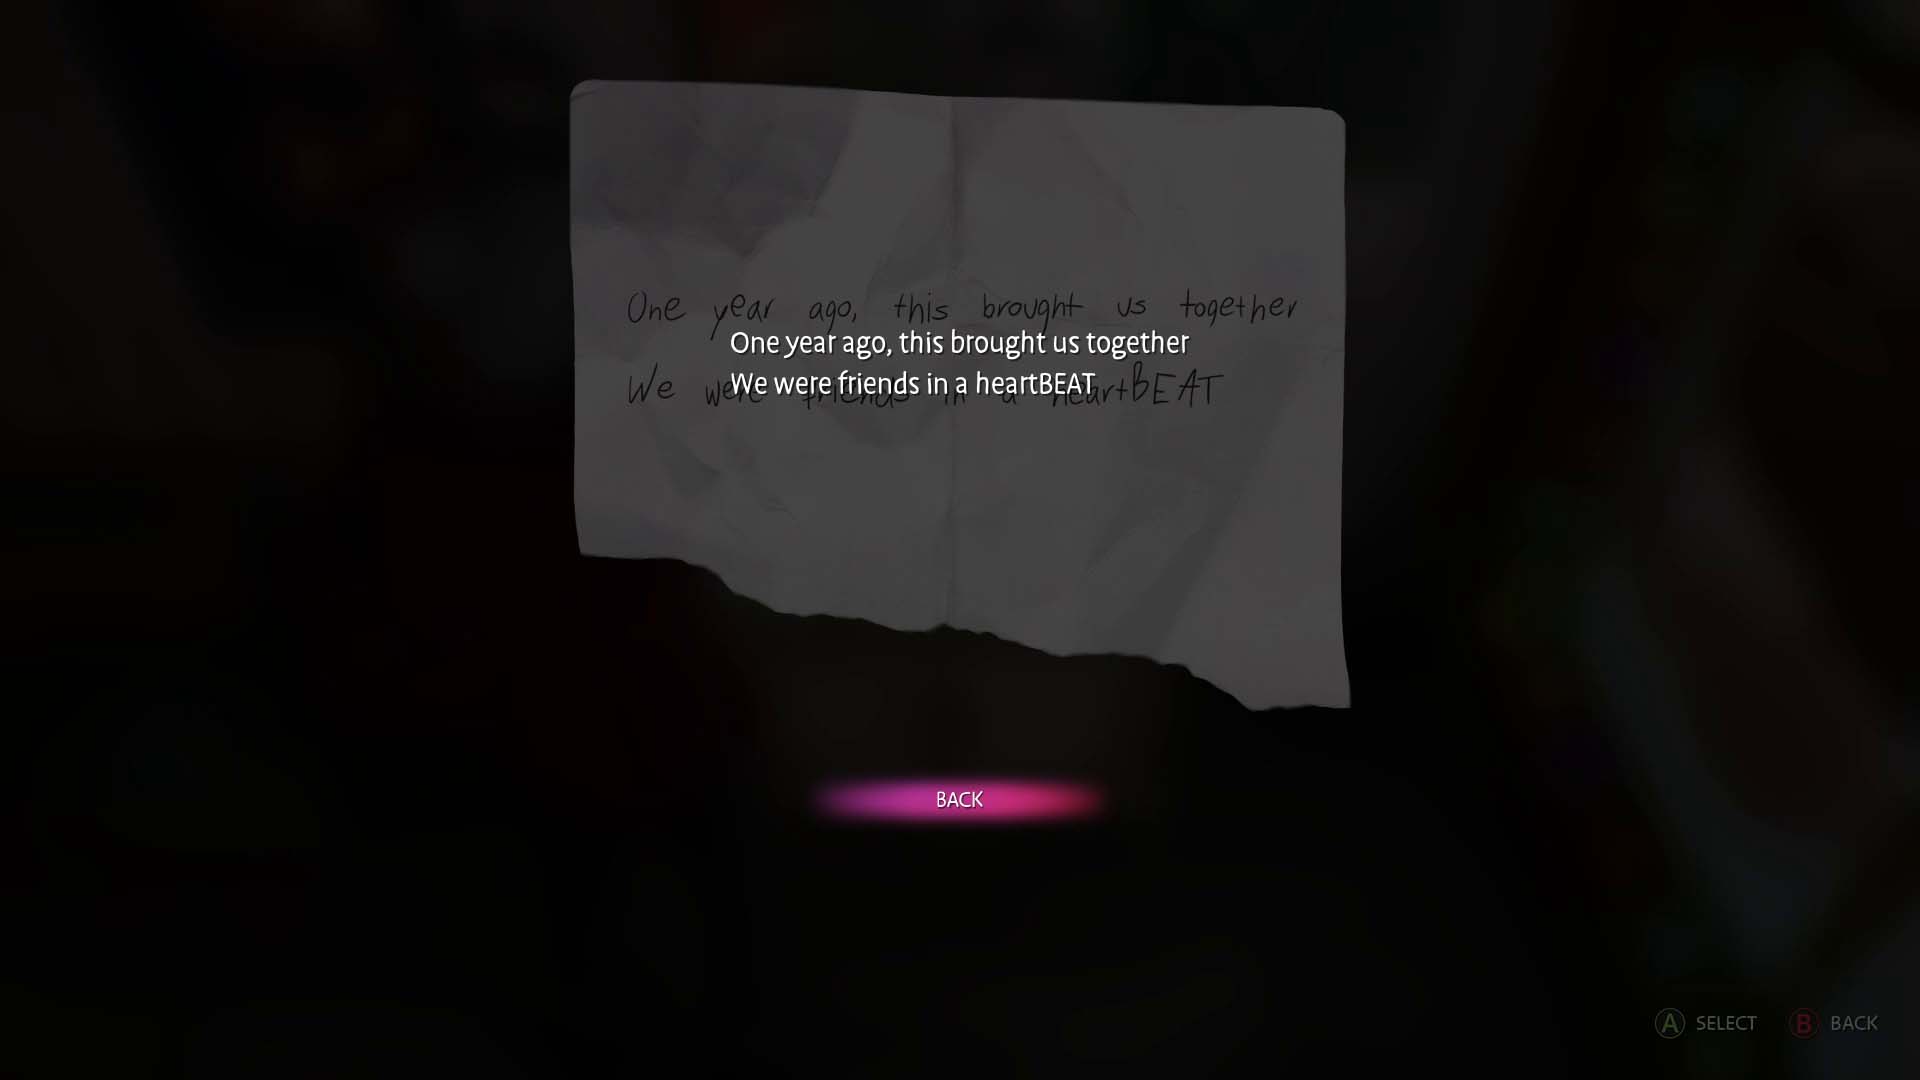 One year ago, this brought us together
One year ago, this brought us together
We were friends in a heartBEAT
We were friends in a heartBEAT
BACK
A SELECT B BACK